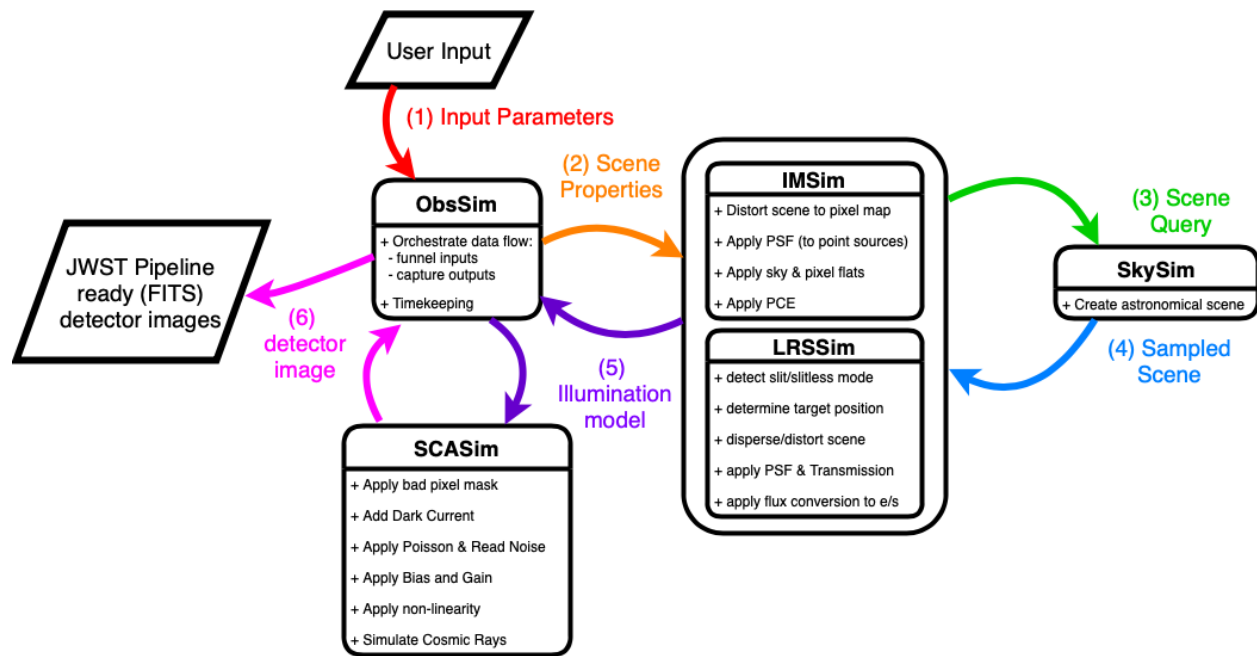 User Input
(1) Input Parameters
(2) Scene
Properties
ObsSim
+ Orchestrate data flow:
- funnel inputs
- capture outputs
+ Timekeeping
JWST Pipeline
ready (FITS)
detector images
(6)
detector
image
(5)
Illumination
model
SCASim
+ Apply bad pixel mask
+ Add Dark Current
+ Apply Poisson & Read Noise
+ Apply Bias and Gain
+ Apply non-linearity
+ Simulate Cosmic Rays
IMSim
+ Distort scene to pixel map
+ Apply PSF (to point sources)
+ Apply sky & pixel flats
+ Apply PCE
LRSSim
+ detect slit/slitless mode
+ determine target position
+ disperse/distort scene
+ apply PSF & Transmission
+ apply flux conversion to e/s
(3) Scene
Query
SkySim
+ Create astronomical scene
(4) Sampled
Scene